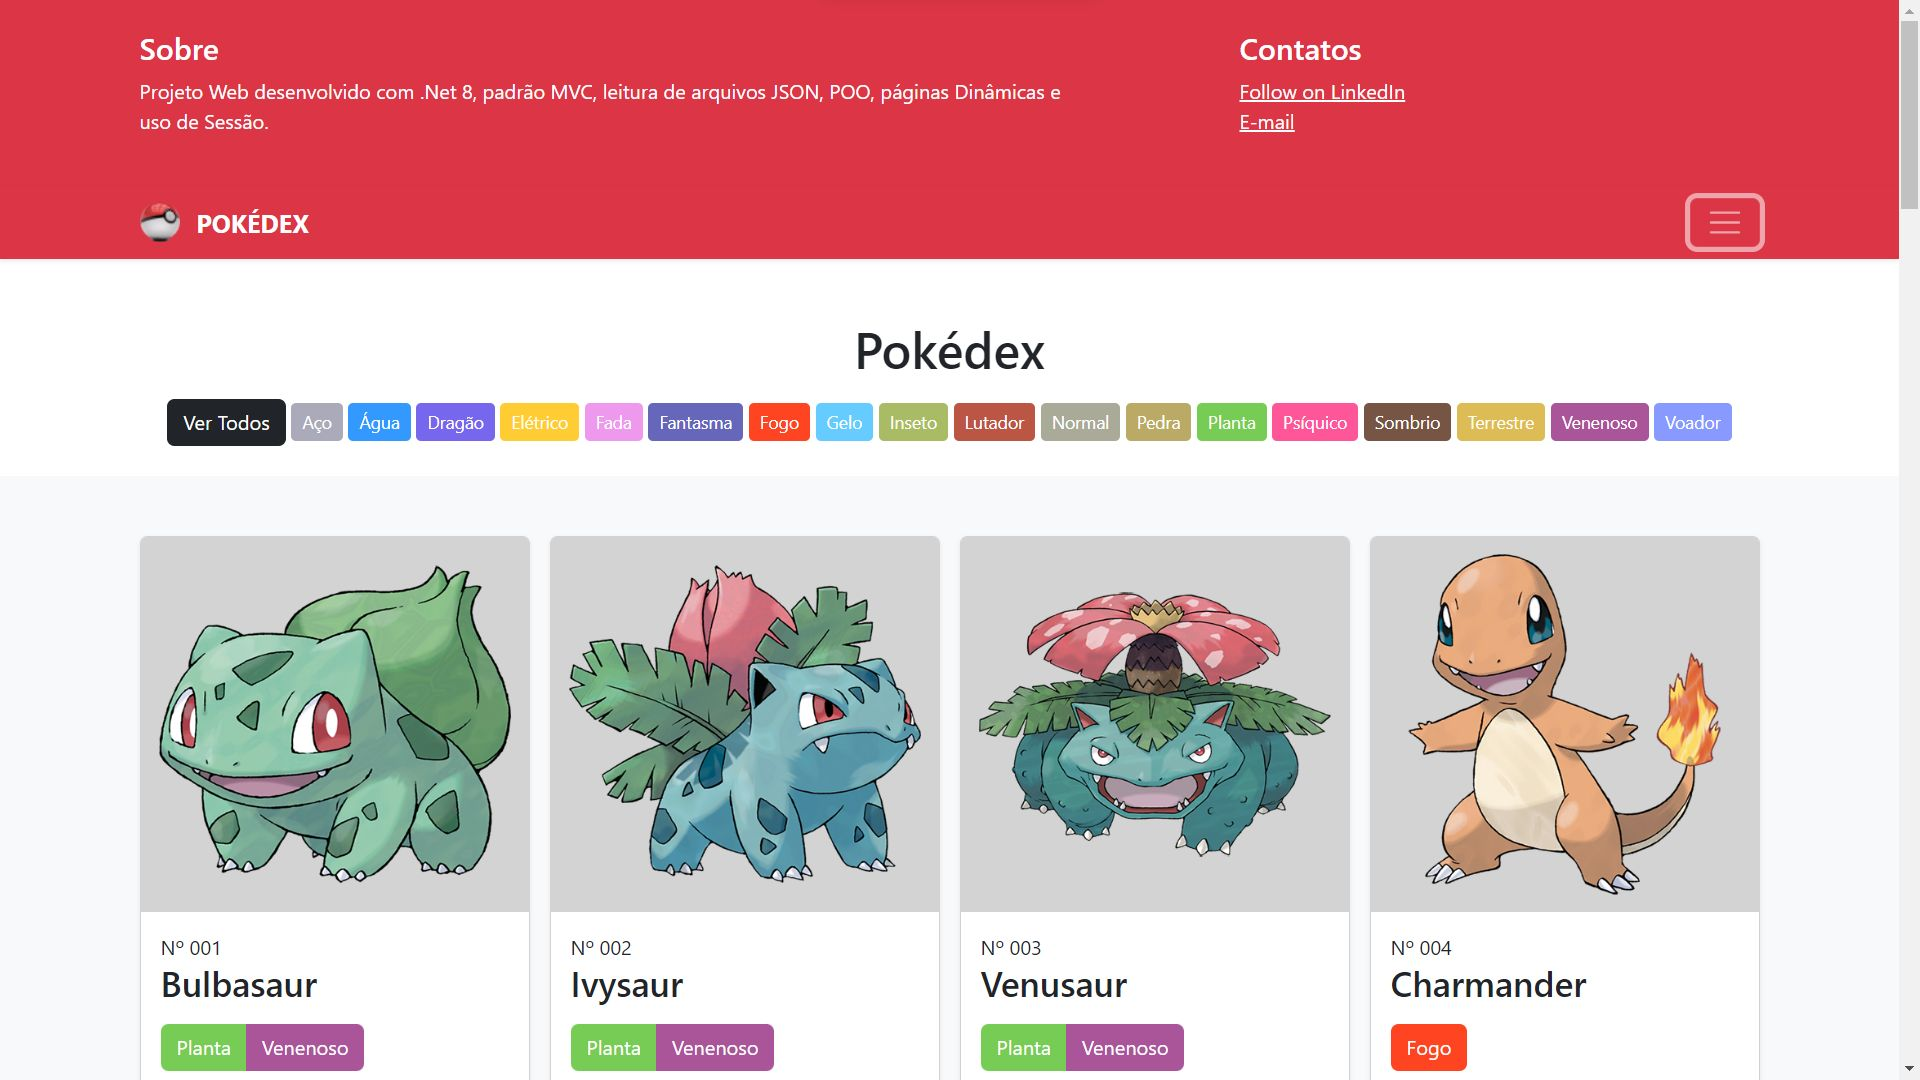 Sobre
Projeto Web desenvolvido com .Net 8, padrão MVC, leitura de arquivos JSON, POO, páginas Dinâmicas e
uso de Sessão.
Contatos
Follow on LinkedIn
E-mail
POKÉDEX
Pokédex
Ver Todos Aço Água Dragão Elétrico Fada Fantasma Fogo Gelo Inseto Lutador Normal Pedra Planta Psíquico Sombrio Terrestre Venenoso Voador
Nº 001
Bulbasaur
Planta Venenoso
Nº 002
Ivysaur
Planta Venenoso
Nº 003
Venusaur
Planta Venenoso
Nº 004
Charmander
Fogo